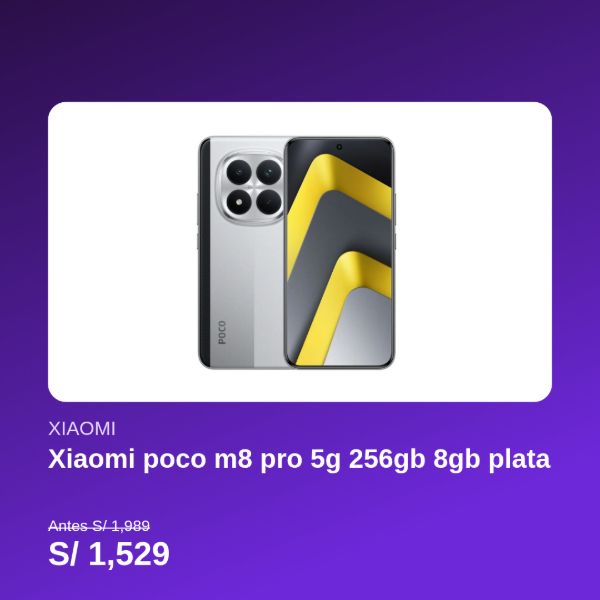 POCO
XIAOMI
Xiaomi poco m8 pro 5g 256gb 8gb plata
Antes S/ 1,989
S/ 1,529